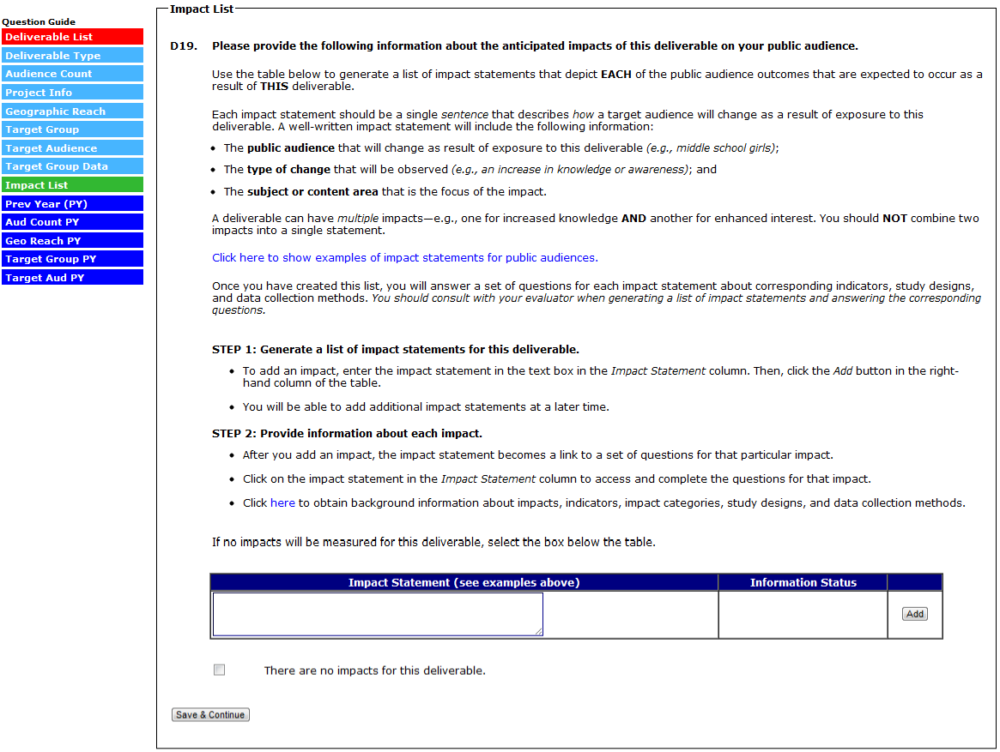 Question Guide
Deliverable List
Deliverable Type
Audience Count
Project Info
Geographic Reach
Target Group
Target Audience
Target Group Data
Impact List
Prev Year (PY)
Aud Count PY
Geo Reach PY
Target Group PY
Target Aud PY
Impact List
D19. Please provide the following information about the anticipated impacts of this deliverable on your public audience.
Use the table below to generate a list of impact statements that depict EACH of the public audience outcomes that are expected to occur as a
result of THIS deliverable.
Each impact statement should be a single sentence that describes how a target audience will change as a result of exposure to this
deliverable. A well-written impact statement will include the following information:
• The public audience that will change as result of exposure to this deliverable (e.g., middle school girls);
• The type of change that will be observed (e.g., an increase in knowledge or awareness); and
• The subject or content area that is the focus of the impact.
A deliverable can have multiple impacts—e.g., one for increased knowledge AND another for enhanced interest. You should NOT combine two
impacts into a single statement.
Click here to show examples of impact statements for public audiences.
Once you have created this list, you will answer a set of questions for each impact statement about corresponding indicators, study designs,
and data collection methods. You should consult with your evaluator when generating a list of impact statements and answering the corresponding
questions.
STEP 1: Generate a list of impact statements for this deliverable.
• To add an impact, enter the impact statement in the text box in the Impact Statement column. Then, click the Add button in the right-
hand column of the table.
• You will be able to add additional impact statements at a later time.
STEP 2: Provide information about each impact.
• After you add an impact, the impact statement becomes a link to a set of questions for that particular impact.
• Click on the impact statement in the Impact Statement column to access and complete the questions for that impact.
• Click here to obtain background information about impacts, indicators, impact categories, study designs, and data collection methods.
If no impacts will be measured for this deliverable, select the box below the table.
Impact Statement (see examples above) Information Status
Add
There are no impacts for this deliverable.
Save & Continue